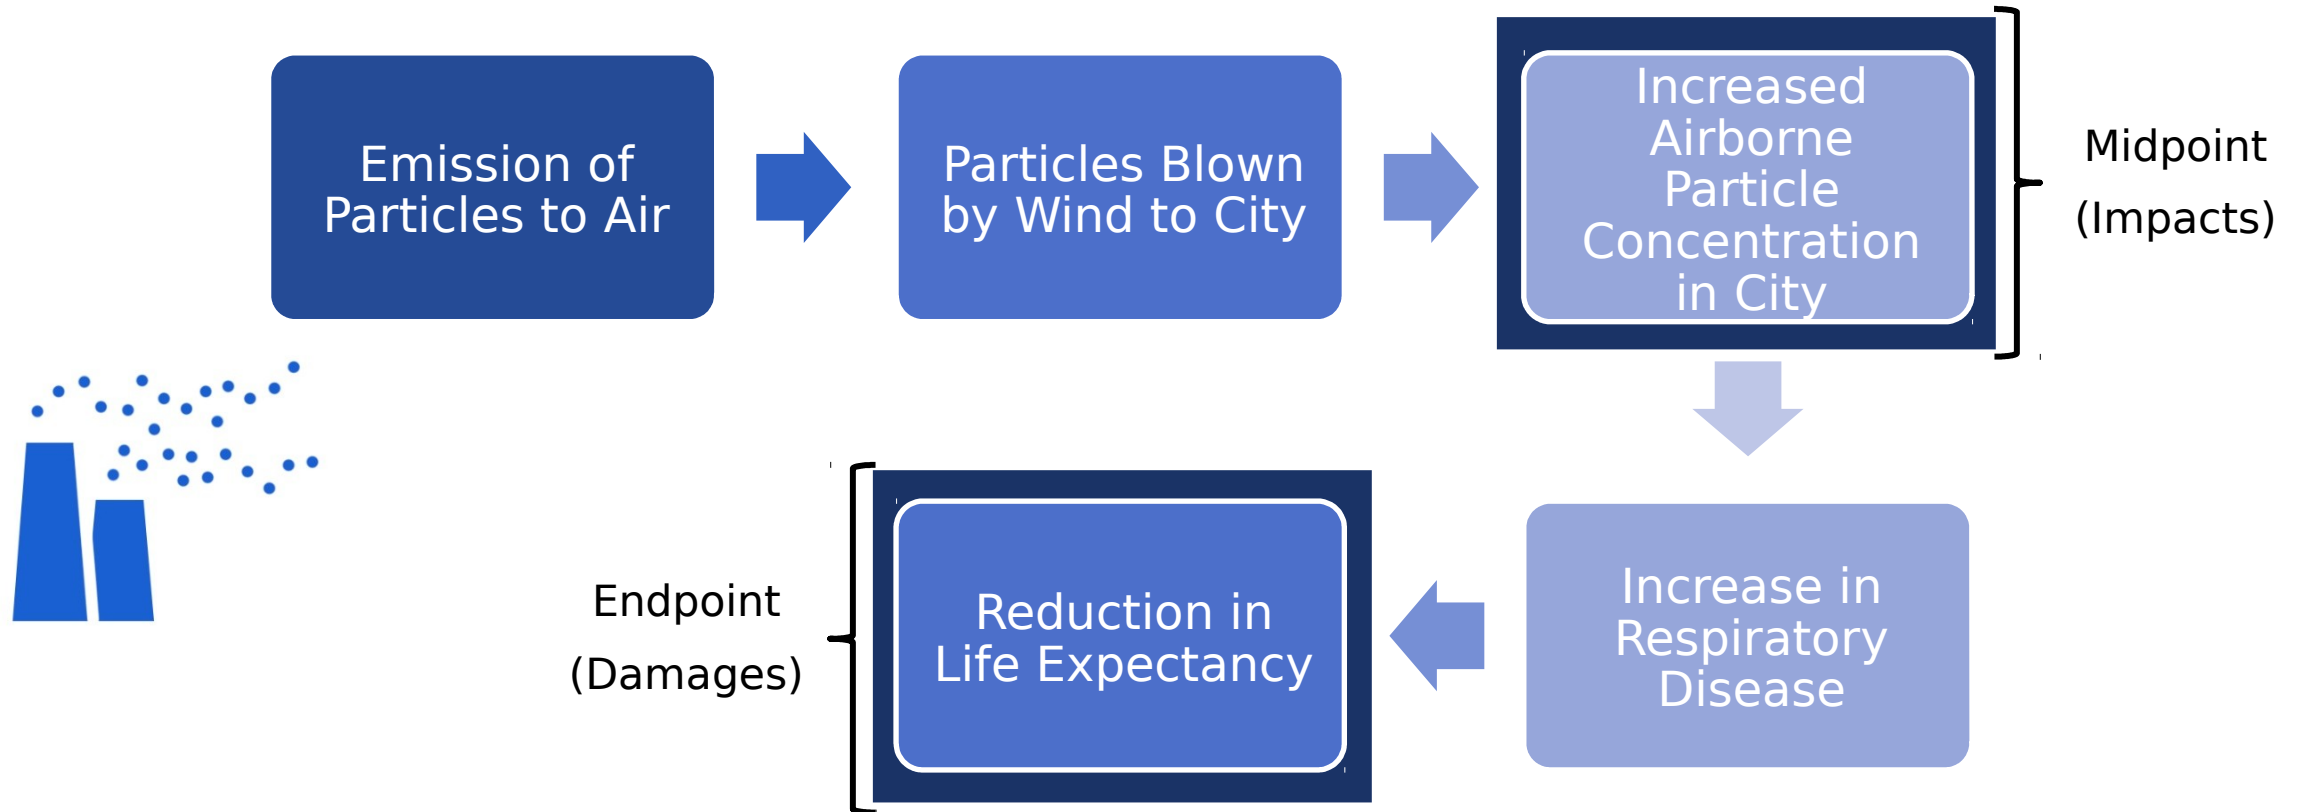 Emission of
Particles to Air
Particles Blown
by Wind to City
Increased
Airborne
Particle
Concentration
in City
Midpoint
(Impacts)
Increase in
Respiratory
Disease
Reduction in
Life Expectancy
Endpoint
(Damages)